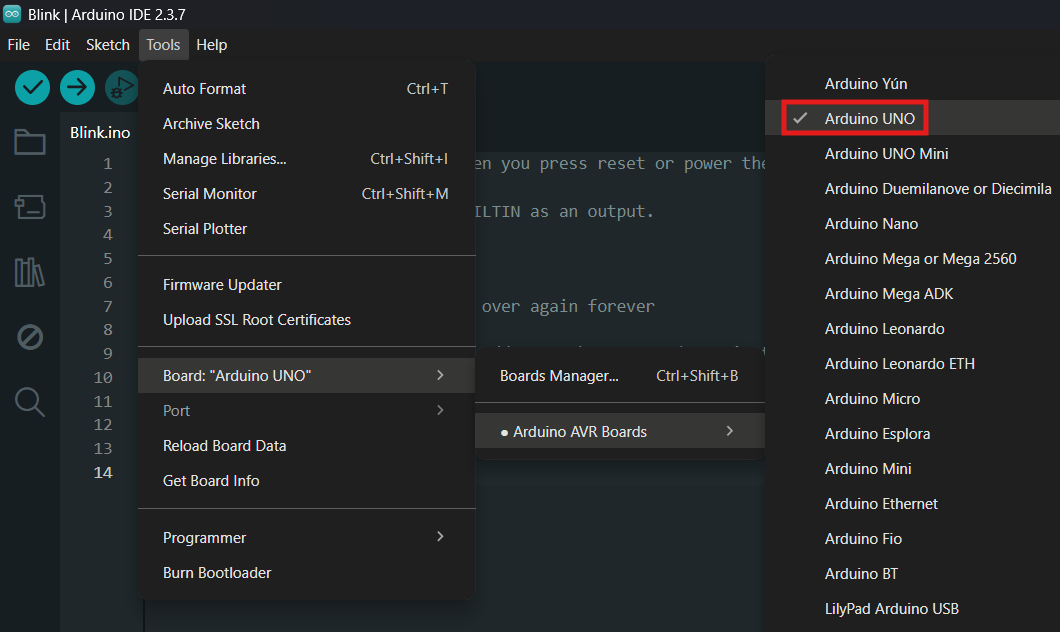 Blink | Arduino IDE 2.3.7
File Edit Sketch Tools Help
Blink.ino
1
2
3
4
5
6
7
8
9
10
11
12
13
14
en you press reset or power the
ILTIN as an output.
over again forever
Auto Format Ctrl+T
Archive Sketch
Manage Libraries... Ctrl+Shift+I
Serial Monitor Ctrl+Shift+M
Serial Plotter
Firmware Updater
Upload SSL Root Certificates
Board: "Arduino UNO"
Port
Reload Board Data
Get Board Info
Programmer
Burn Bootloader
Boards Manager... Ctrl+Shift+B
● Arduino AVR Boards
Arduino Yún
✓ Arduino UNO
Arduino UNO Mini
Arduino Duemilanove or Diecimila
Arduino Nano
Arduino Mega or Mega 2560
Arduino Mega ADK
Arduino Leonardo
Arduino Leonardo ETH
Arduino Micro
Arduino Esplora
Arduino Mini
Arduino Ethernet
Arduino Fio
Arduino BT
LilyPad Arduino USB